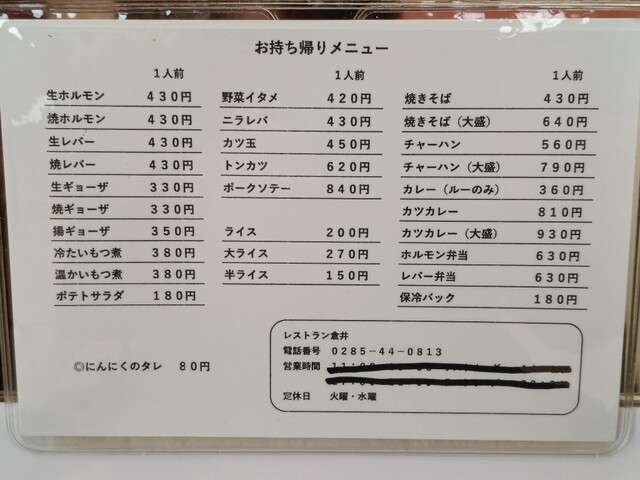 お持ち帰りメニュー
1人前
生ホルモン 430円
焼ホルモン 430円
生レバー 430円
焼レバー 430円
生ギョーザ 330円
焼ギョーザ 330円
揚ギョーザ 350円
冷たいもつ煮 380円
温かいもつ煮 380円
ポテトサラダ 180円
◎にんにくのタレ 80円
1人前
野菜イタメ 420円
ニラレバ 430円
カツ玉 450円
トンカツ 620円
ポークソテー 840円
ライス 200円
大ライス 270円
半ライス 150円
1人前
焼きそば 430円
焼きそば（大盛） 640円
チャーハン 560円
チャーハン（大盛） 790円
カレー（ルーのみ） 360円
カツカレー 810円
カツカレー（大盛） 930円
ホルモン弁当 630円
レバー弁当 630円
保冷バック 180円
レストラン倉井
電話番号 0285－44－0813
営業時間
定休日 火曜・水曜